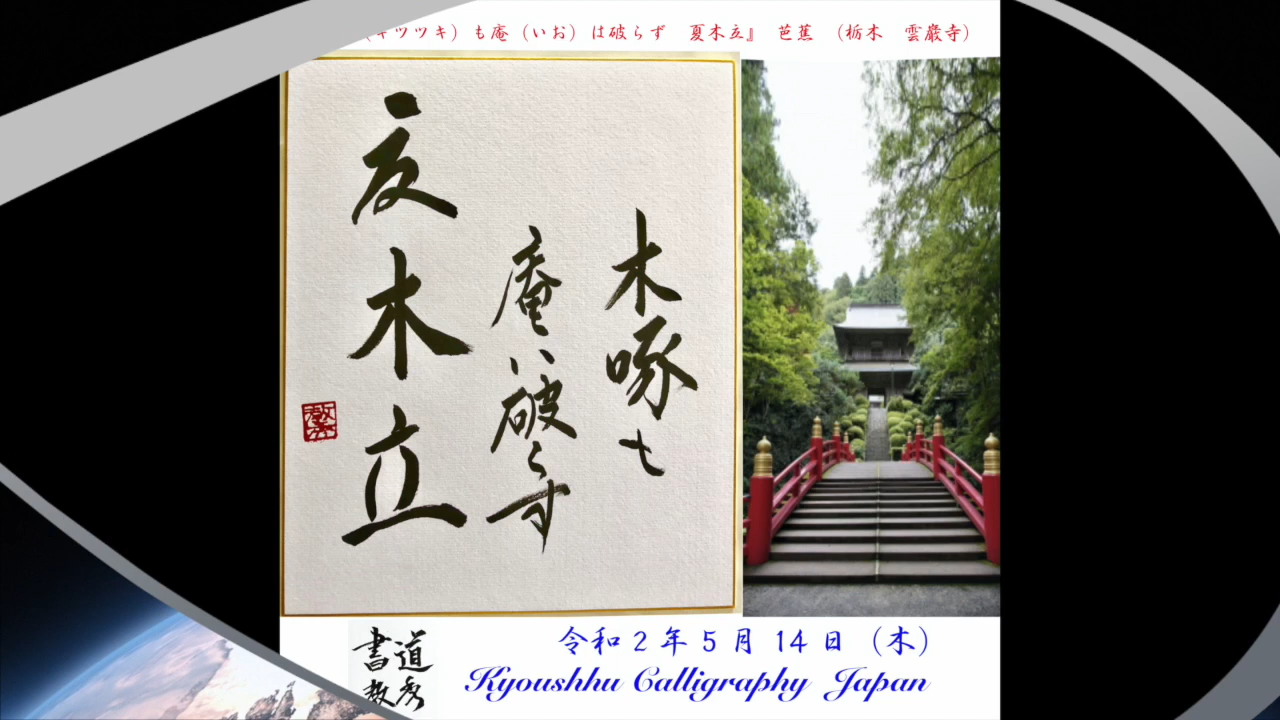 （キツツキ）も庵（いお）は破らず　夏木立』 芭蕉 （栃木　雲巌寺）
木啄も
庵ハ破らす
夏木立
令和２年５月14日（木）
書道
教秀
Kyoushhu Calligraphy Japan